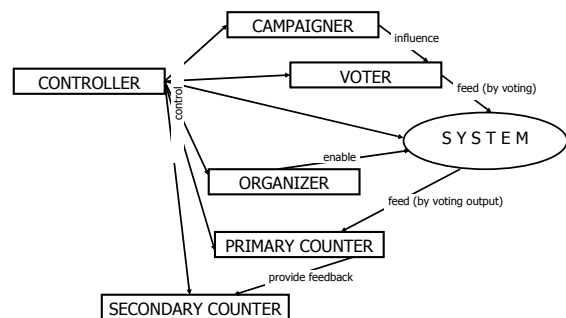 CAMPAIGNER
influence
CONTROLLER
VOTER
control
feed (by voting)
S Y S T E M
enable
ORGANIZER
feed (by voting output)
PRIMARY COUNTER
provide feedback
SECONDARY COUNTER